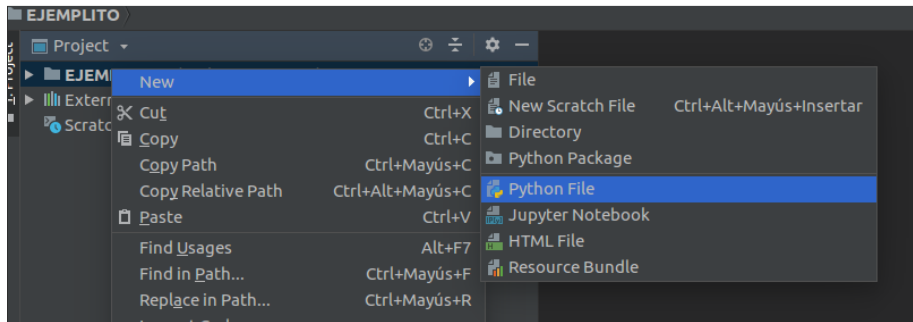 EJEMPLITO
Project
EJEM
Extern
Scratc
New
Cut Ctrl+X
Copy Ctrl+C
Copy Path Ctrl+Mayús+C
Copy Relative Path Ctrl+Alt+Mayús+C
Paste Ctrl+V
Find Usages Alt+F7
Find in Path... Ctrl+Mayús+F
Replace in Path... Ctrl+Mayús+R
File
New Scratch File Ctrl+Alt+Mayús+Insertar
Directory
Python Package
Python File
Jupyter Notebook
HTML File
Resource Bundle